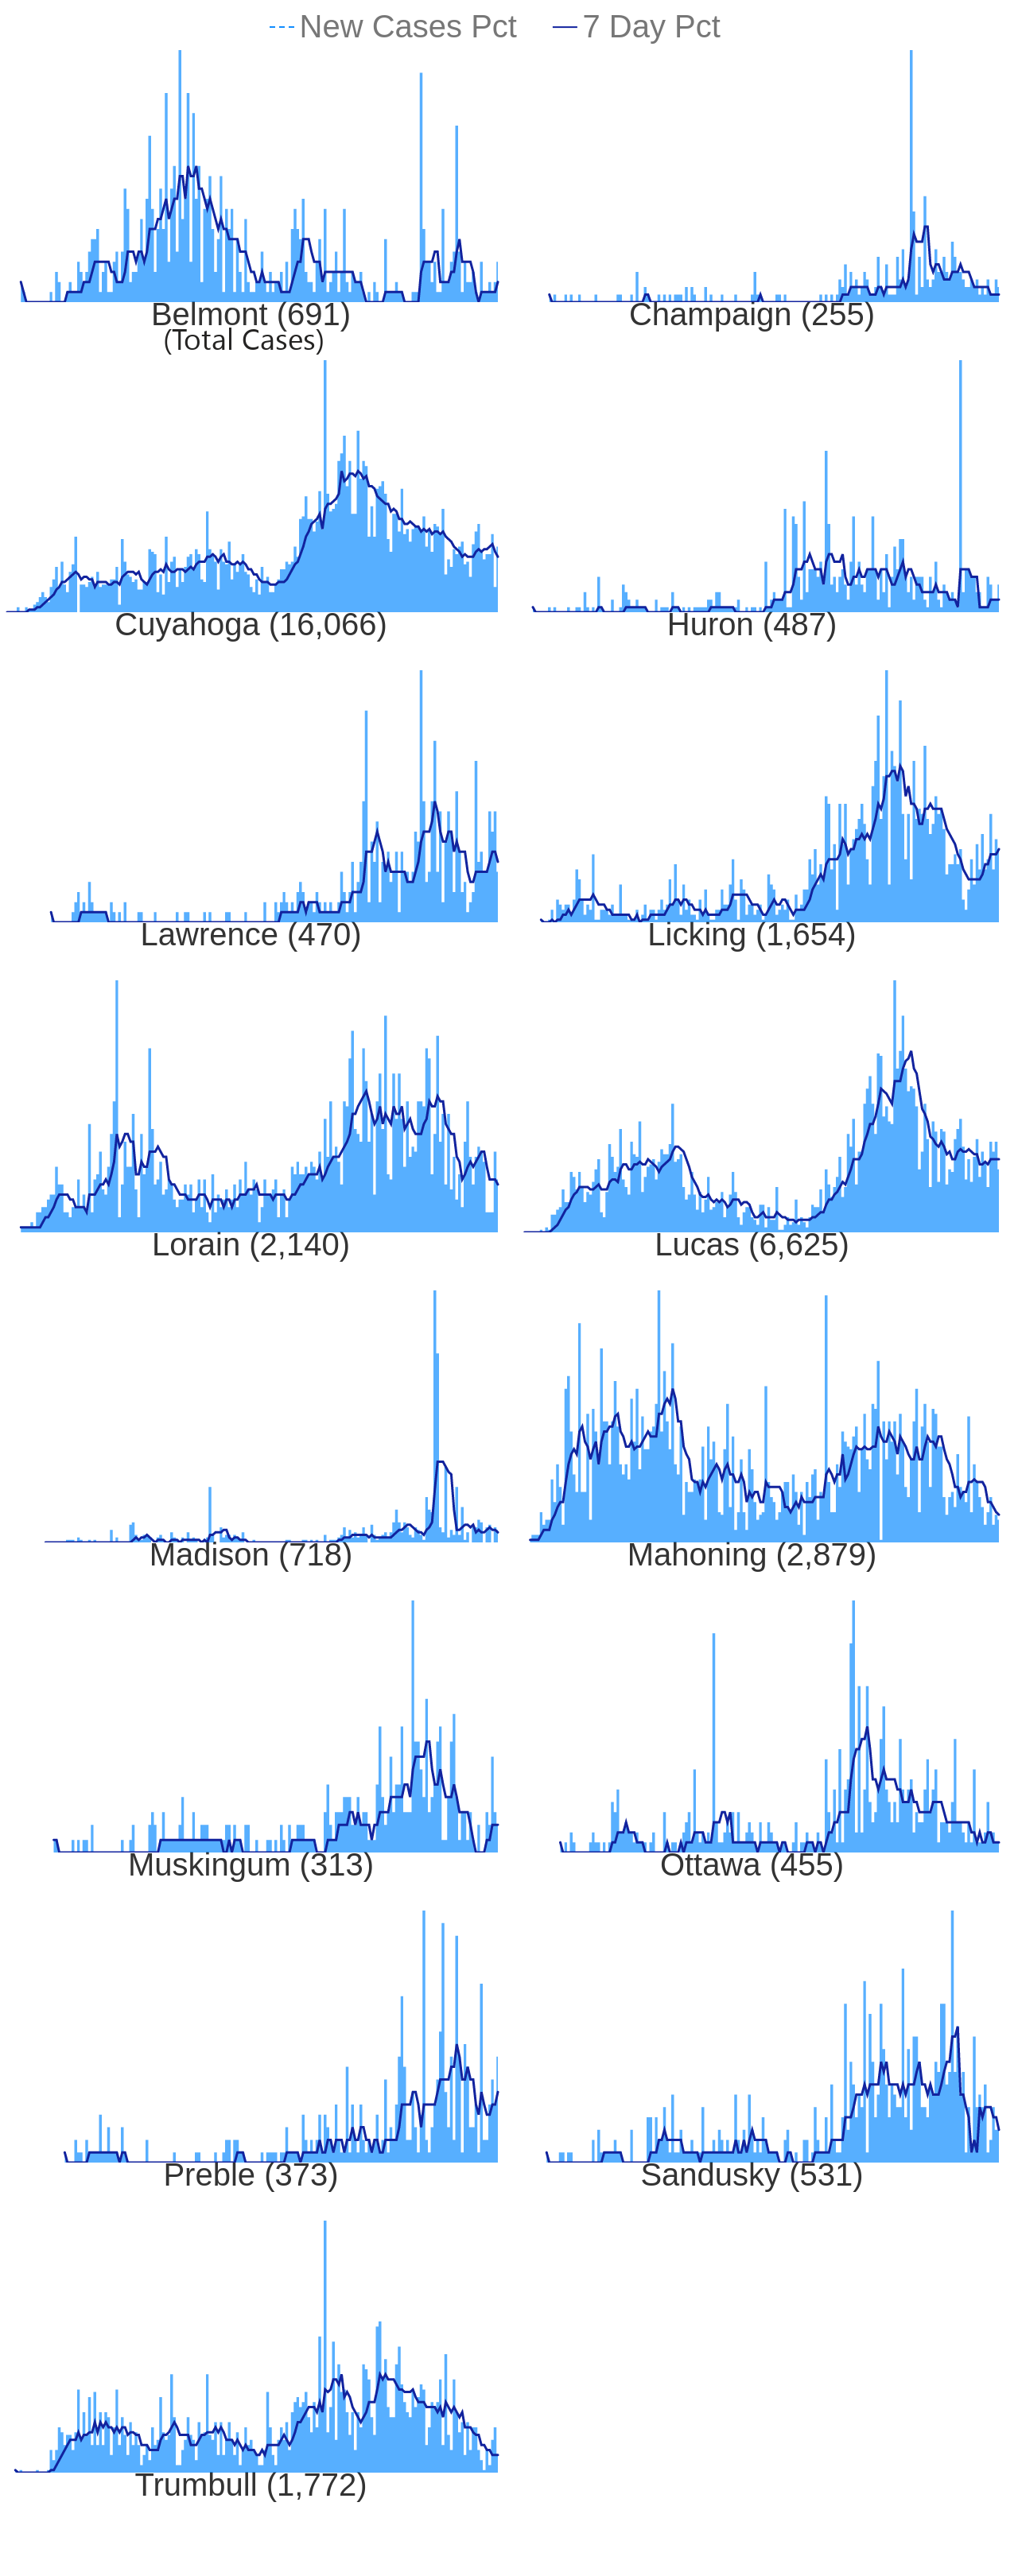 New Cases Pct 7 Day Pct
Belmont (691) Champaign (255)
(Total Cases)
Cuyahoga (16,066) Huron (487)
Lawrence (470) Licking (1,654)
Lorain (2,140) Lucas (6,625)
Madison (718) Mahoning (2,879)
Muskingum (313) Ottawa (455)
Preble (373) Sandusky (531)
Trumbull (1,772)